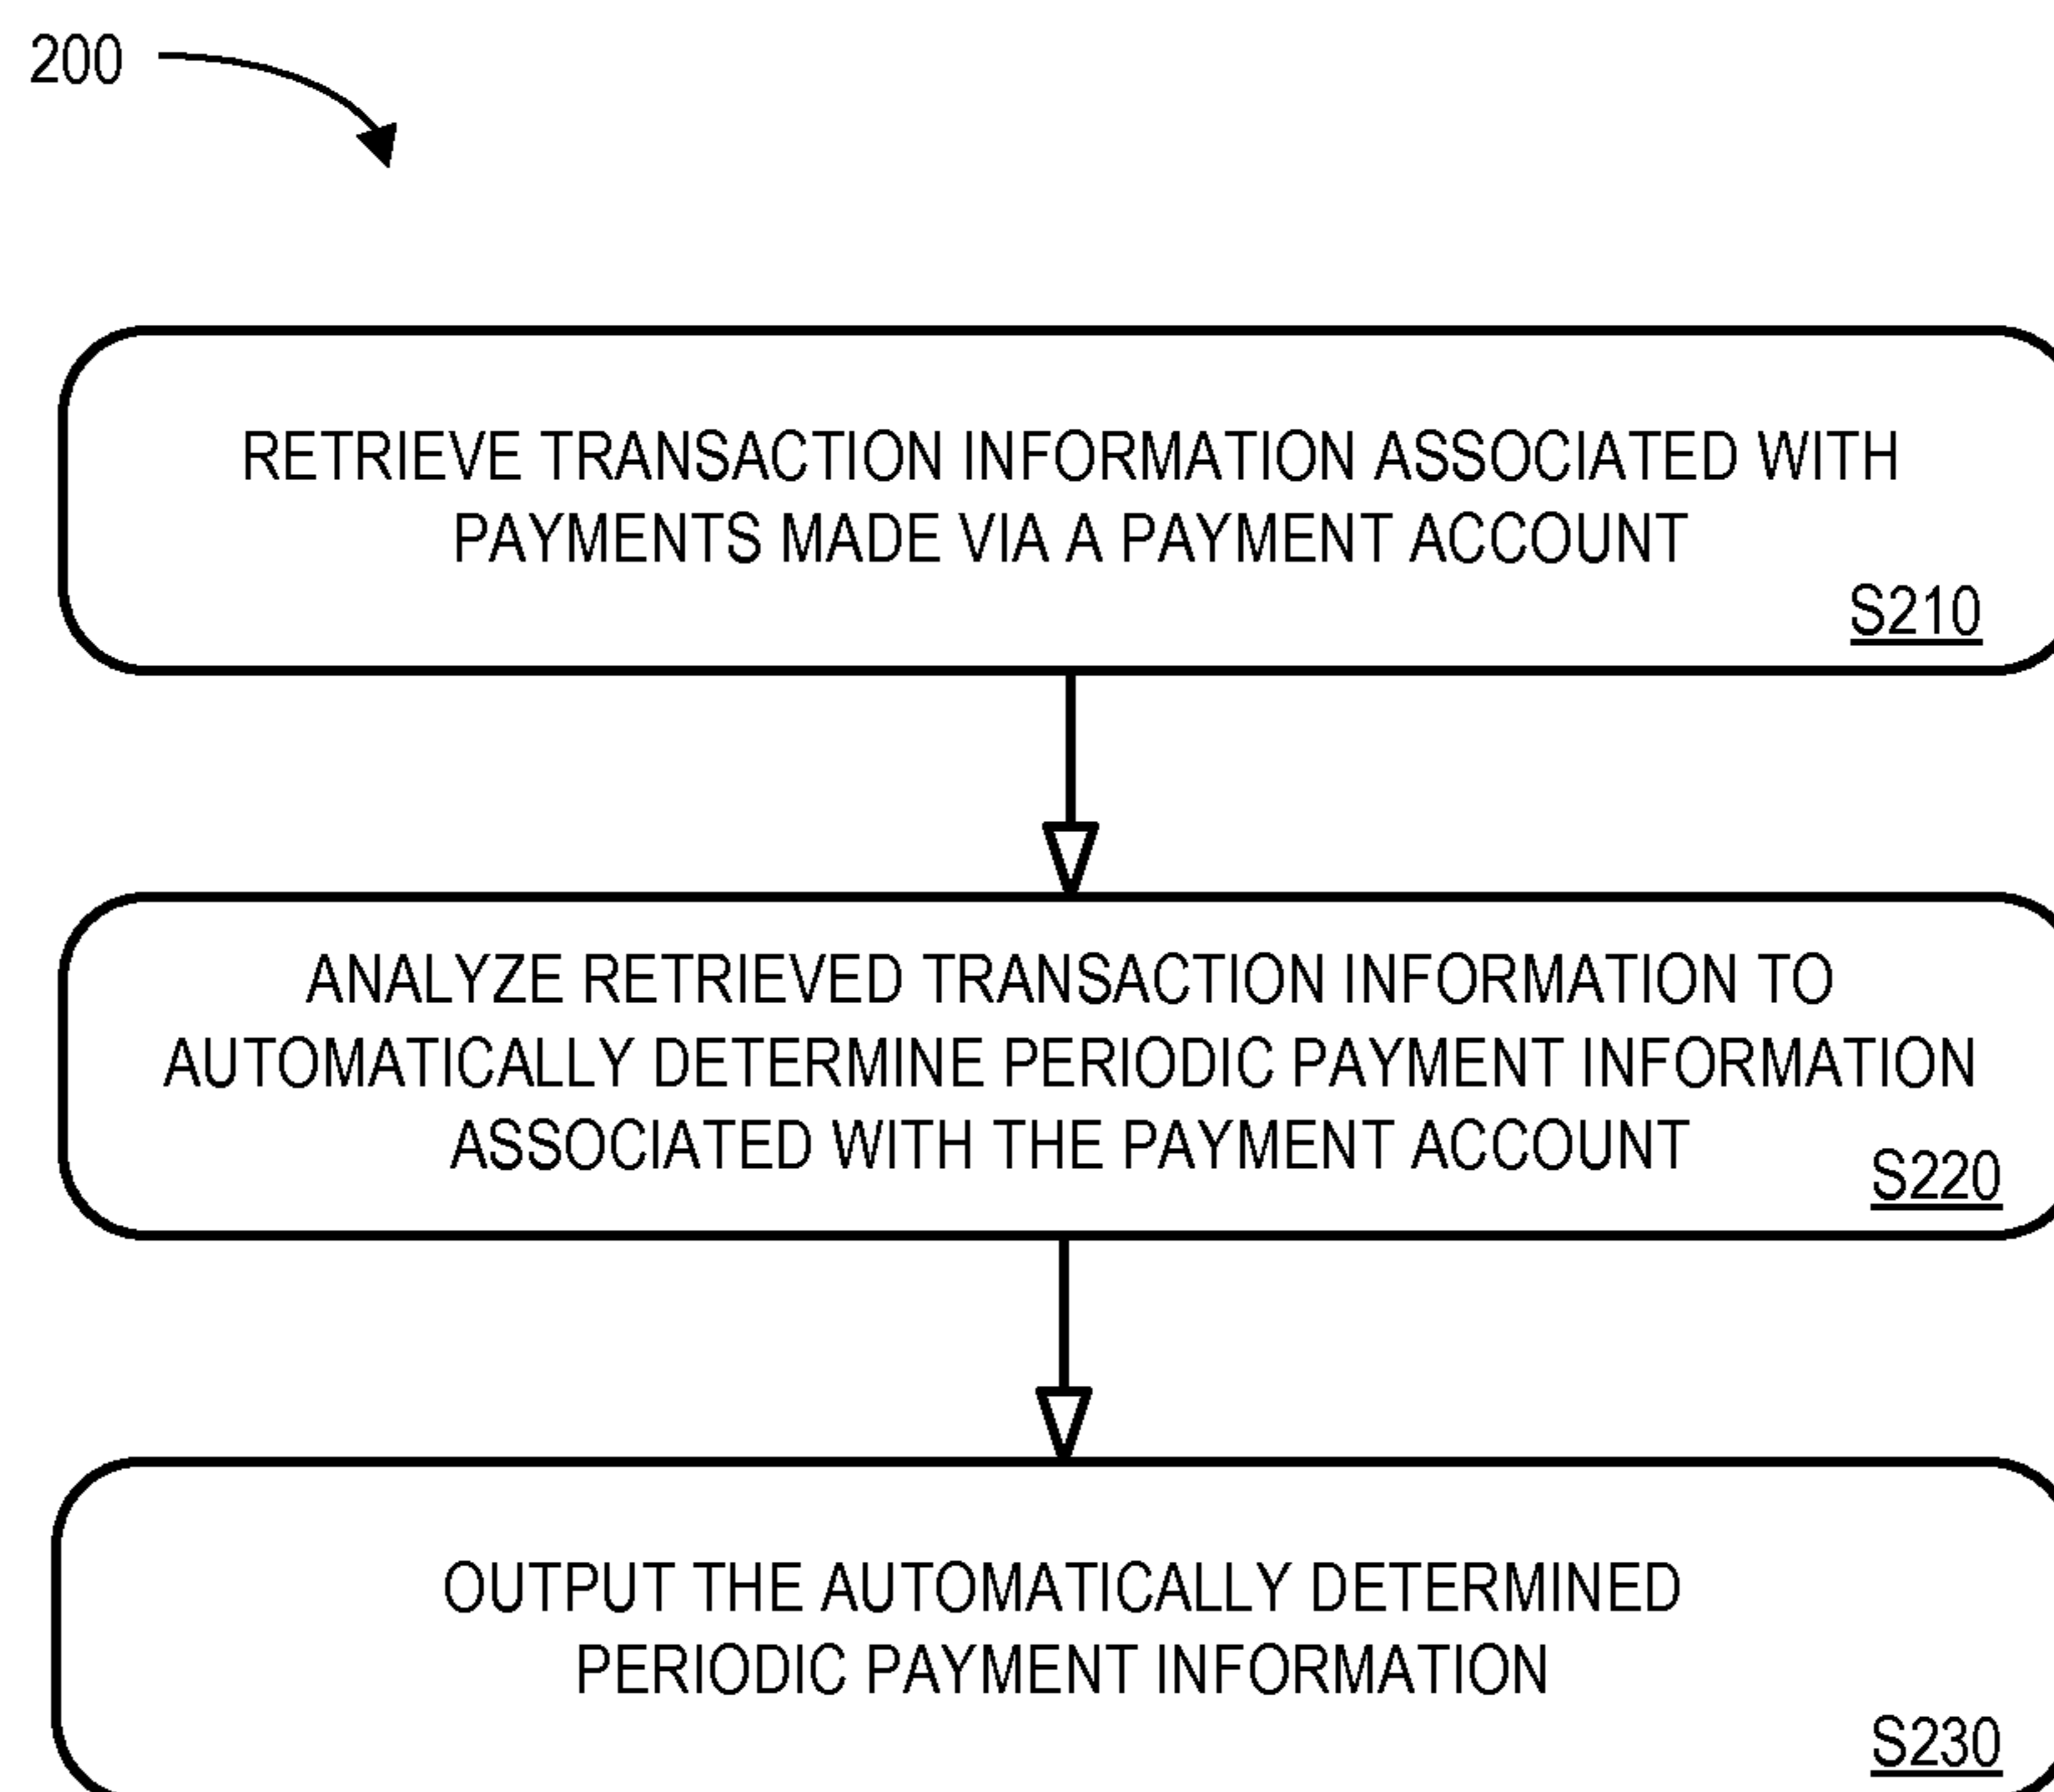 200
RETRIEVE TRANSACTION INFORMATION ASSOCIATED WITH
PAYMENTS MADE VIA A PAYMENT ACCOUNT
S210
ANALYZE RETRIEVED TRANSACTION INFORMATION TO
AUTOMATICALLY DETERMINE PERIODIC PAYMENT INFORMATION
ASSOCIATED WITH THE PAYMENT ACCOUNT
S220
OUTPUT THE AUTOMATICALLY DETERMINED
PERIODIC PAYMENT INFORMATION
S230